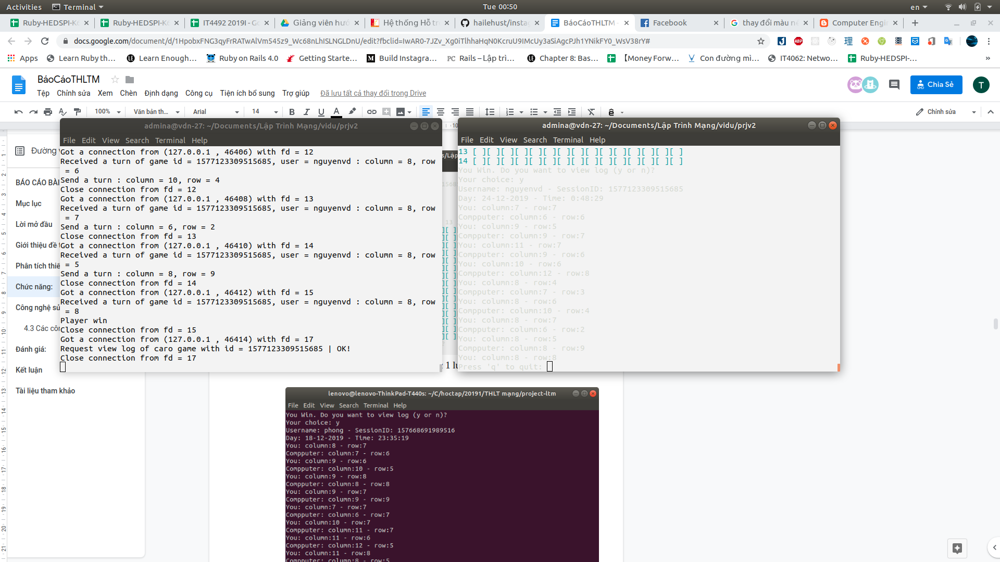 Activities
Terminal
Tue 00:50
en
Ruby-HEDSPI-K6
Ruby-HEDSPI-K6
IT4492 2019I - Go
Giảng viên hướ
Hệ thống Hỗ tr
hailehust/insta
BáoCáoTHLTM -
Facebook
thay đổi màu nề
Computer Engi
docs.google.com/document/d/1HpobxFNG3qyFrRATwAlVm545z9_Wc68nLhISLNGLDnU/edit?fbclid=IwAR0-7JZv_Xg0iTlhhaHqN0KcruU9IMcUy3aSiAgcPJh1YNikFY0_WsV38rY#
Apps
Learn Ruby th...
Learn Enough...
Ruby on Rails 4.0
Getting Starte...
Build Instagra...
Rails – Lập trì...
Chapter 8: Bas...
【Money Forw...
Con đường mì...
IT4062: Netwo...
Ruby-HEDSPI-...
BáoCáoTHLTM
Tệp Chỉnh sửa Xem Chèn Định dạng Công cụ Tiện ích bổ sung Trợ giúp Đã lưu tất cả thay đổi trong Drive
Chia Sẻ
T
100% Văn bản th... Arial 14 B I U A
Chỉnh sửa
Đường
BÁO CÁO BÀI
Mục lục
Lời mở đầu
Giới thiệu đề t
Phân tích thiế
Chức năng:
Công nghệ sử
4.3 Các côn
Đánh giá:
Kết luận
Tài liệu tham khảo
admina@vdn-27: ~/Documents/Lập Trình Mạng/vidu/prjv2
File Edit View Search Terminal Help
Got a connection from (127.0.0.1 , 46406) with fd = 12
Received a turn of game id = 1577123309515685, user = nguyenvd : column = 8, row
= 6
Send a turn : column = 10, row = 4
Close connection from fd = 12
Got a connection from (127.0.0.1 , 46408) with fd = 13
Received a turn of game id = 1577123309515685, user = nguyenvd : column = 8, row
= 7
Send a turn : column = 6, row = 2
Close connection from fd = 13
Got a connection from (127.0.0.1 , 46410) with fd = 14
Received a turn of game id = 1577123309515685, user = nguyenvd : column = 8, row
= 5
Send a turn : column = 8, row = 9
Close connection from fd = 14
Got a connection from (127.0.0.1 , 46412) with fd = 15
Received a turn of game id = 1577123309515685, user = nguyenvd : column = 8, row
= 8
Player win
Close connection from fd = 15
Got a connection from (127.0.0.1 , 46414) with fd = 17
Request view log of caro game with id = 1577123309515685 | OK!
Close connection from fd = 17
admina@vdn-27: ~/Documents/Lập Trình Mạng/vidu/prjv2
File Edit View Search Terminal Help
13 [ ][ ][ ][ ][ ][ ][ ][ ][ ][ ][ ][ ][ ][ ][ ]
14 [ ][ ][ ][ ][ ][ ][ ][ ][ ][ ][ ][ ][ ][ ][ ]
You Win. Do you want to view log (y or n)?
Your choice: y
Username: nguyenvd - SessionID: 1577123309515685
Day: 24-12-2019 - Time: 0:48:29
You: column:7 - row:7
Compputer: column:6 - row:6
You: column:9 - row:5
Compputer: column:9 - row:7
You: column:11 - row:7
Compputer: column:9 - row:6
You: column:10 - row:6
Compputer: column:12 - row:8
You: column:8 - row:4
Compputer: column:7 - row:3
You: column:8 - row:6
Compputer: column:10 - row:4
You: column:8 - row:7
Compputer: column:6 - row:2
You: column:8 - row:5
Compputer: column:8 - row:9
You: column:8 - row:8
Press 'q' to quit:
1 lu
lenovo@lenovo-ThinkPad-T440s: ~/C/hoctap/20191/THLT mạng/project-ltm
File Edit View Search Terminal Help
You Win. Do you want to view log (y or n)?
Your choice: y
Username: phong - SessionID: 157668691989516
Day: 18-12-2019 - Time: 23:35:19
You: column:8 - row:7
Compputer: column:7 - row:6
You: column:9 - row:6
Compputer: column:10 - row:5
You: column:9 - row:8
Compputer: column:8 - row:8
You: column:9 - row:7
Compputer: column:9 - row:9
You: column:7 - row:7
Compputer: column:6 - row:7
You: column:10 - row:7
Compputer: column:11 - row:7
You: column:11 - row:6
Compputer: column:12 - row:5
You: column:11 - row:8
Compputer: column:8 - row:5